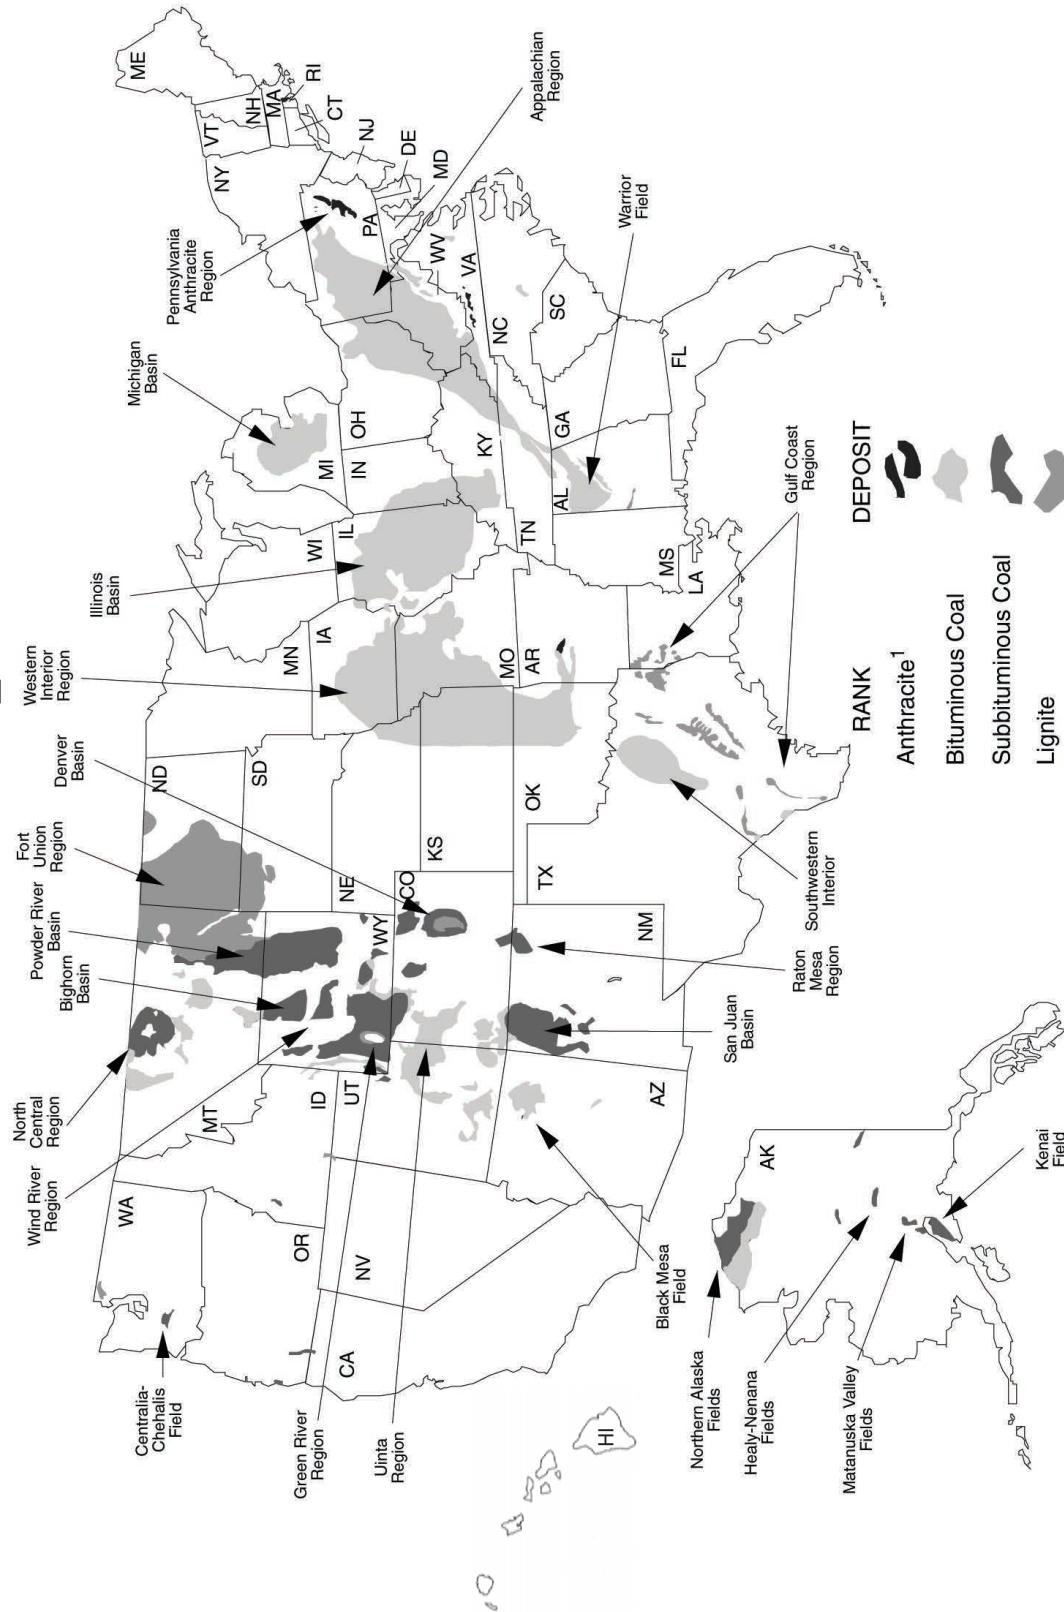 North
Central
Region
Bighorn
Basin
Powder River
Basin
Fort
Union
Region
Denver
Basin
Western
Interior
Region
Illinois
Basin
Michigan
Basin
Pennsylvania
Anthracite
Region
Wind River
Region
Centralia-
Chehalis
Field
Green River
Region
Uinta
Region
WA
MT
ND
MN
WI
MI
NY
VT
NH
ME
MA
RI
CT
NJ
DE
MD
PA
OR
ID
SD
WY
NE
IA
IL
IN
OH
WV
VA
CA
NV
UT
CO
KS
MO
KY
NC
AZ
NM
OK
TX
AR
TN
SC
MS
LA
AL
GA
FL
HI
AK
Appalachian
Region
Warrior
Field
Gulf Coast
Region
Southwestern
Interior
Raton
Mesa
Region
San Juan
Basin
Black Mesa
Field
Northern Alaska
Fields
Healy-Nenana
Fields
Matanuska Valley
Fields
Kenai
Field
RANK DEPOSIT
Anthracite¹
Bituminous Coal
Subbituminous Coal
Lignite